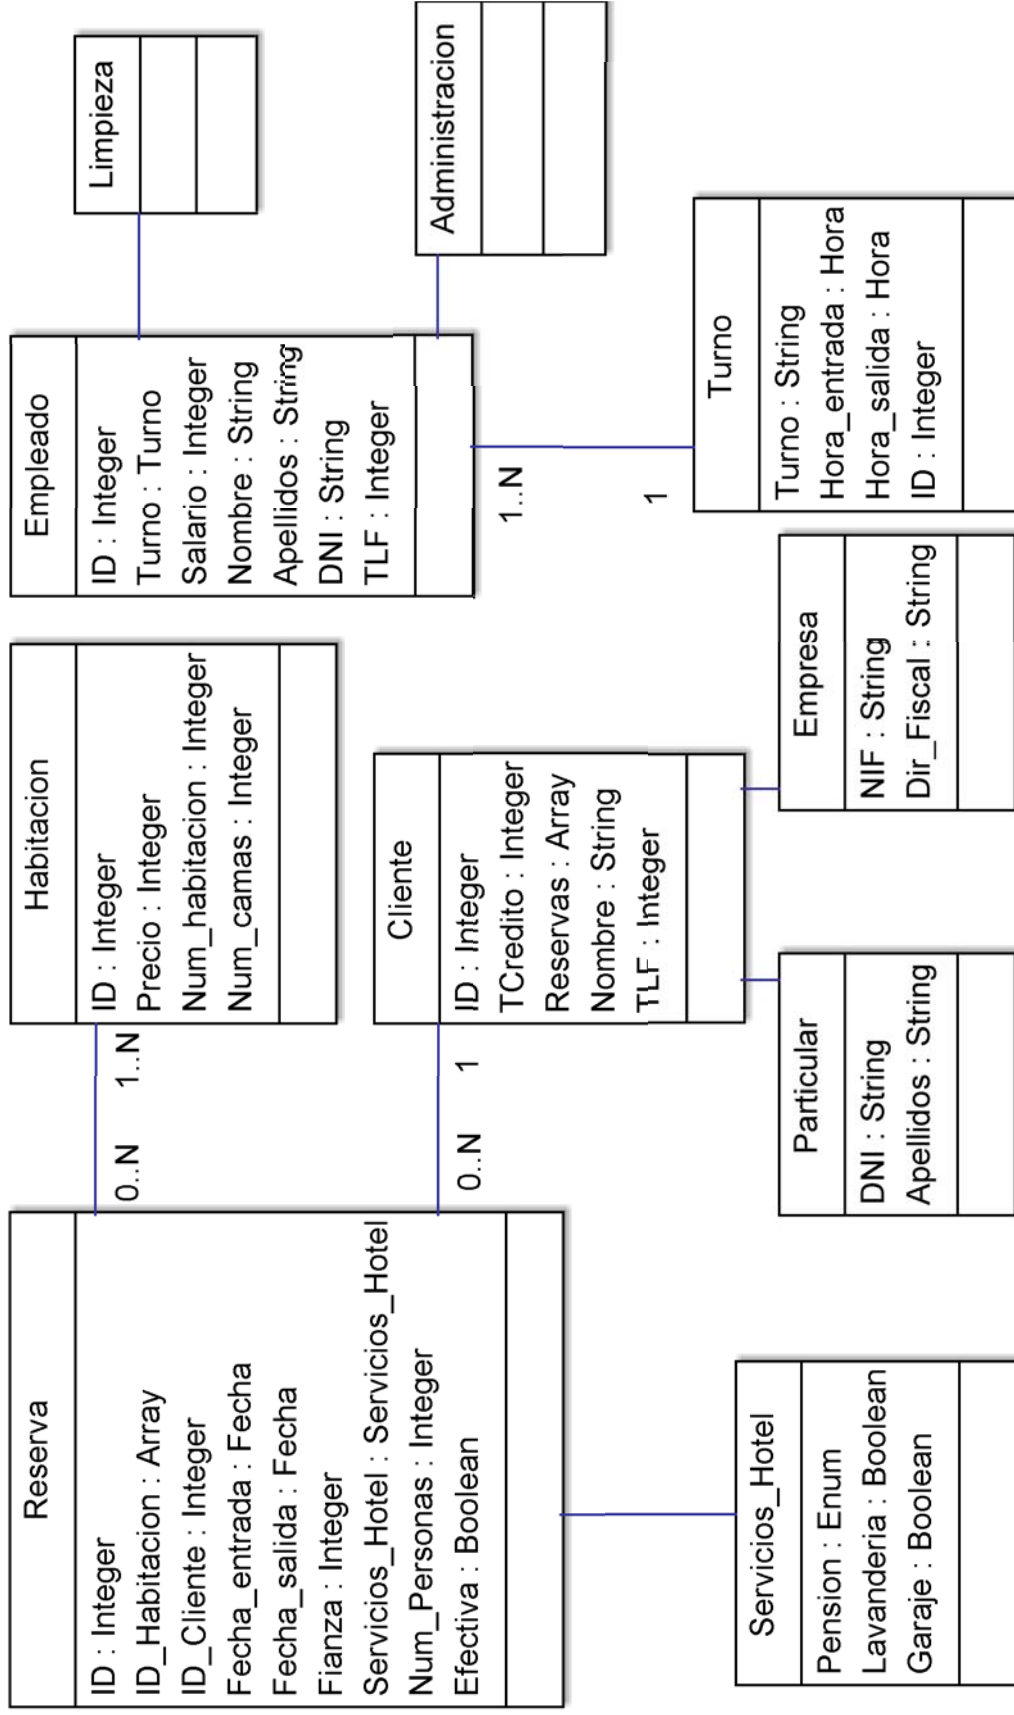 Reserva
ID : Integer
ID_Habitacion : Array
ID_Cliente : Integer
Fecha_entrada : Fecha
Fecha_salida : Fecha
Fianza : Integer
Servicios_Hotel : Servicios_Hotel
Num_Personas : Integer
Efectiva : Boolean
0..N
1..N
Habitacion
ID : Integer
Precio : Integer
Num_habitacion : Integer
Num_camas : Integer
Empleado
ID : Integer
Turno : Turno
Salario : Integer
Nombre : String
Apellidos : String
DNI : String
TLF : Integer
Limpieza
Administracion
0..N
1
Cliente
ID : Integer
TCredito : Integer
Reservas : Array
Nombre : String
TLF : Integer
1..N
1
Servicios_Hotel
Pension : Enum
Lavanderia : Boolean
Garaje : Boolean
Particular
DNI : String
Apellidos : String
Empresa
NIF : String
Dir_Fiscal : String
Turno
Turno : String
Hora_entrada : Hora
Hora_salida : Hora
ID : Integer